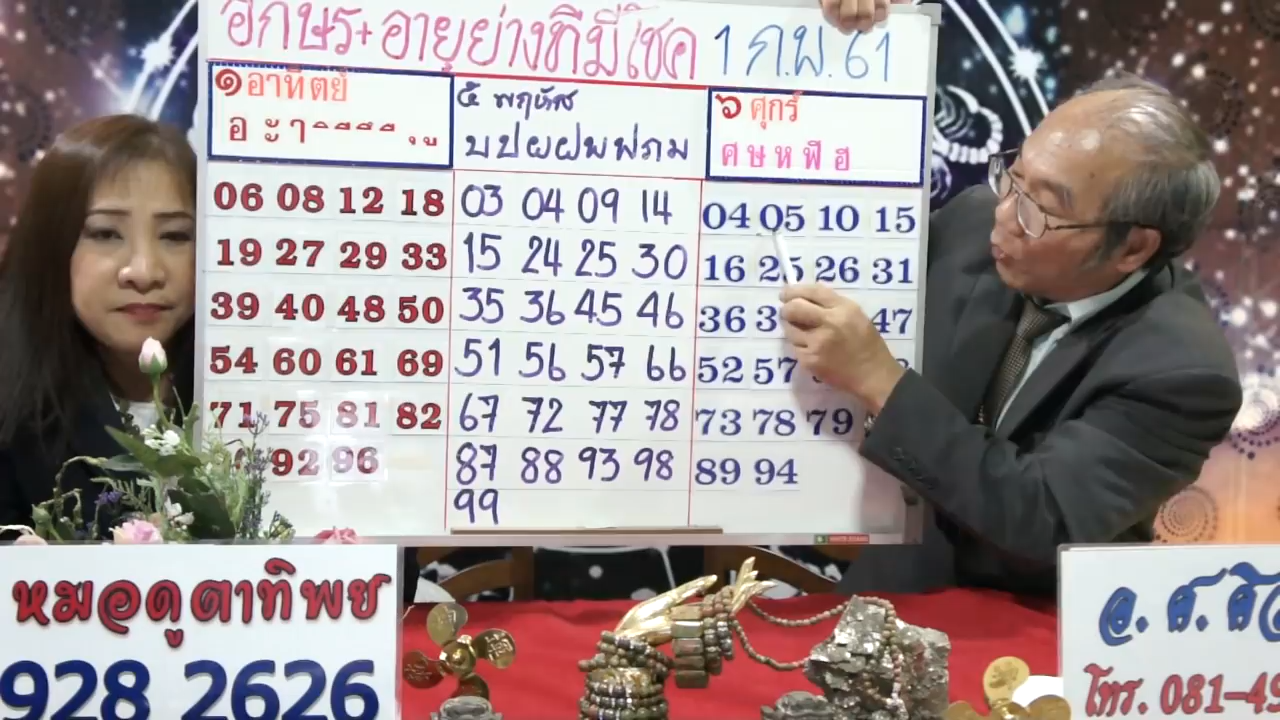 อักษร+อายุย่างที่มีโชค 1 ก.พ. 61
๑ อาทิตย์
อ ะ า ิ ี ึ ื ุ ู
06 08 12 18
19 27 29 33
39 40 48 50
54 60 61 69
71 75 81 82
92 96
๕ พฤหัส
บ ป ผ ฝ พ ฟ ภ ม
03 04 09 14
15 24 25 30
35 36 45 46
51 56 57 66
67 72 77 78
87 88 93 98
99
๖ ศุกร์
ศ ษ ห ฬ ฮ
04 05 10 15
16 25 26 31
36 47
52 57
73 78 79
89 94
หมอดูตาทิพย์
928 2626
อ. ศ.
โทร. 081-49